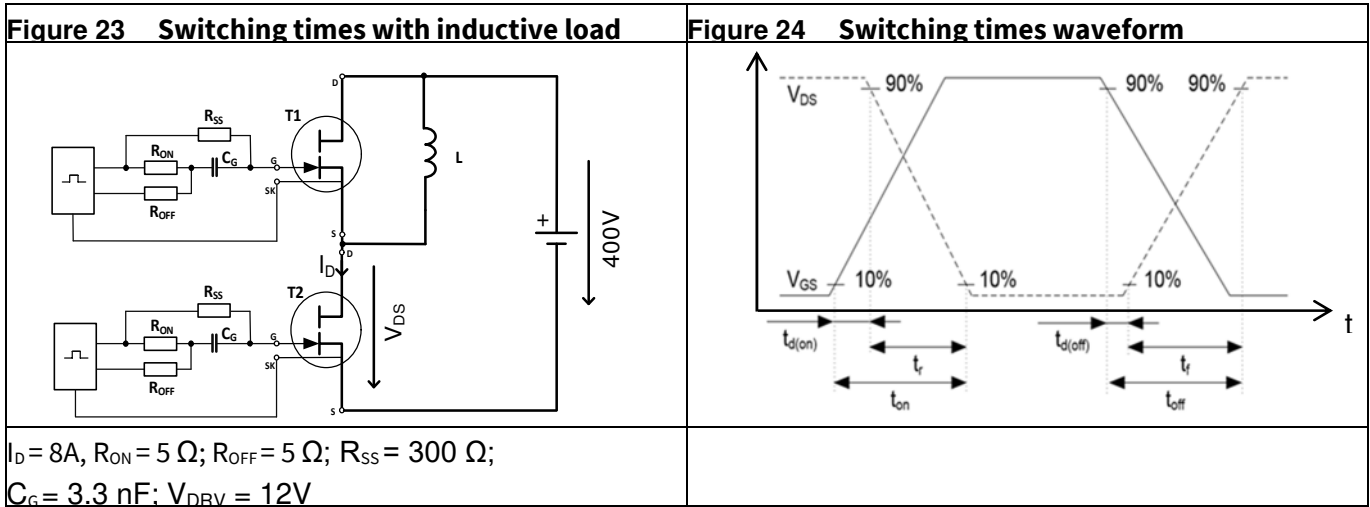 Figure 23 Switching times with inductive load
D
T1
RSS
RON
CG
G
SK
ROFF
L
S
D
ID
+
400V
VDS
T2
RSS
RON
CG
G
SK
ROFF
S
ID = 8A, RON = 5 Ω; ROFF = 5 Ω; RSS = 300 Ω;
CG = 3.3 nF; VDRV = 12V
Figure 24 Switching times waveform
VDS
90%
90%
90%
VGS
10%
10%
10%
t
td(on)
td(off)
tr
tf
ton
toff